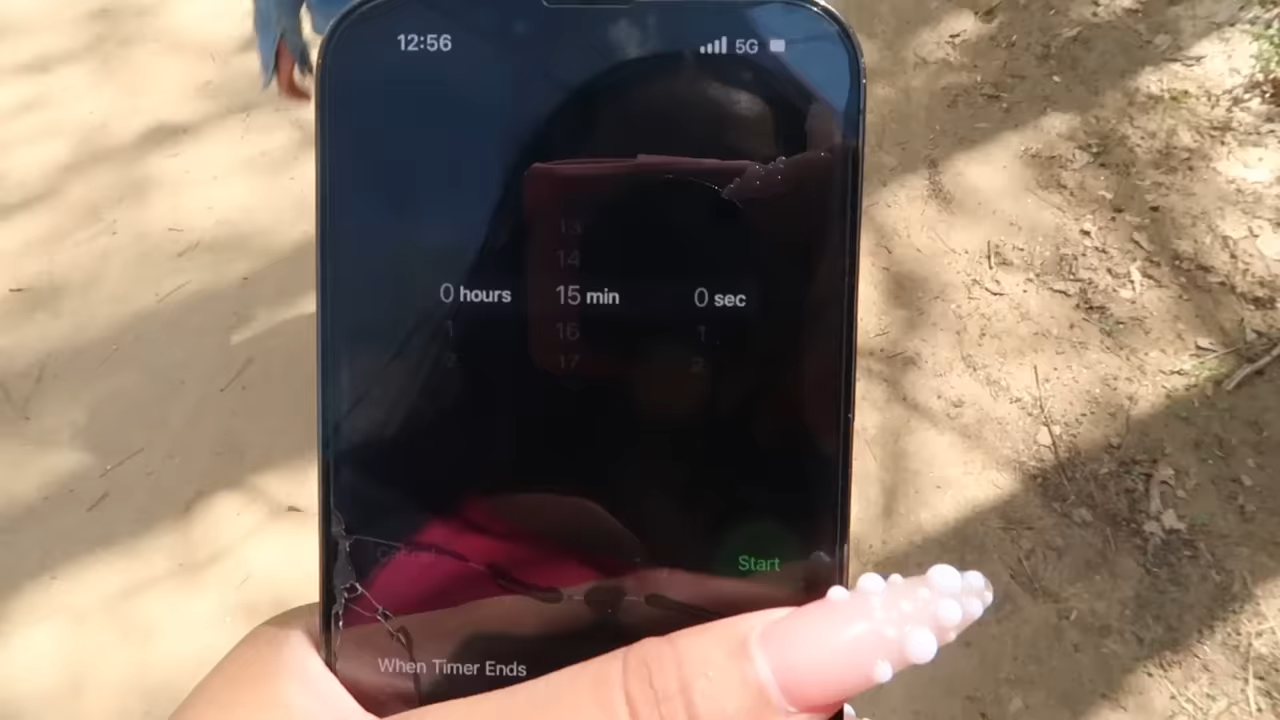 12:56 5G
13
14
0 hours 15 min 0 sec
1 16 1
2 17 2
Cancel Start
When Timer Ends